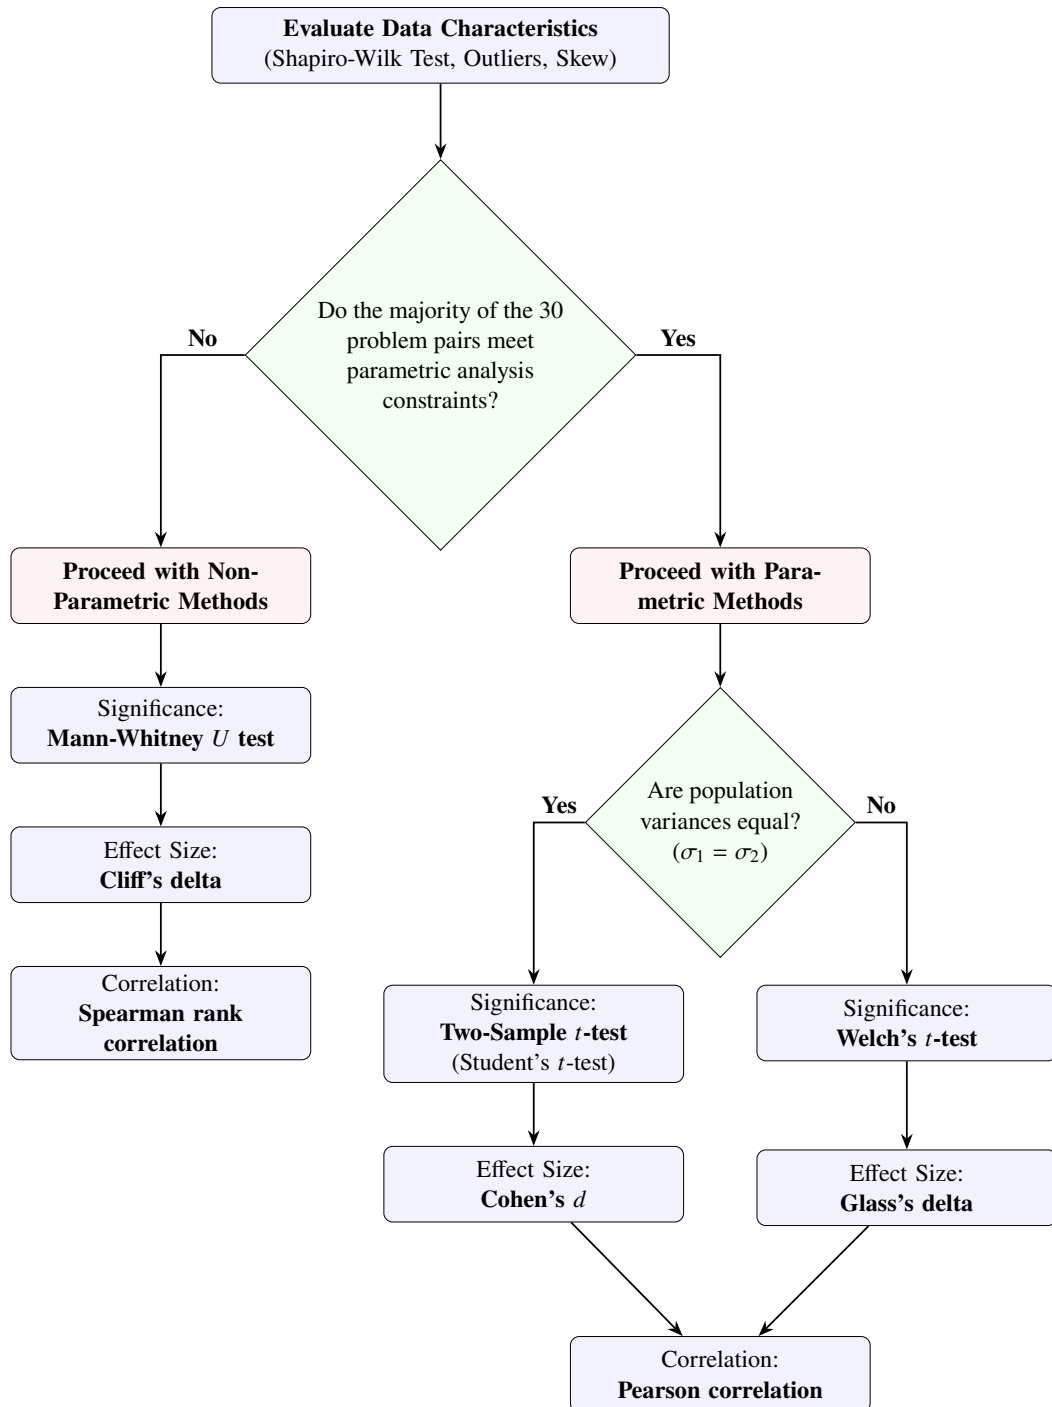 Evaluate Data Characteristics
(Shapiro-Wilk Test, Outliers, Skew)
Do the majority of the 30
problem pairs meet
parametric analysis
constraints?
No
Yes
Proceed with Non-
Parametric Methods
Proceed with Para-
metric Methods
Significance:
Mann-Whitney U test
Effect Size:
Cliff's delta
Correlation:
Spearman rank
correlation
Are population
variances equal?
(σ₁ = σ₂)
Yes
No
Significance:
Two-Sample t-test
(Student's t-test)
Significance:
Welch's t-test
Effect Size:
Cohen's d
Effect Size:
Glass's delta
Correlation:
Pearson correlation